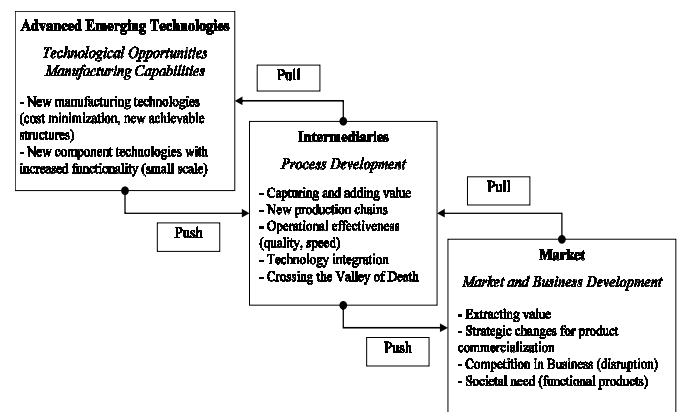 Advanced Emerging Technologies
Technological Opportunities
Manufacturing Capabilities
- New manufacturing technologies
(cost minimization, new achievable
structures)
- New component technologies with
increased functionality (small scale)
Pull
Push
Intermediaries
Process Development
- Capturing and adding value
- New production chains
- Operational effectiveness
(quality, speed)
- Technology integration
- Crossing the Valley of Death
Pull
Push
Market
Market and Business Development
- Extracting value
- Strategic changes for product
commercialization
- Competition in Business (disruption)
- Societal need (functional products)